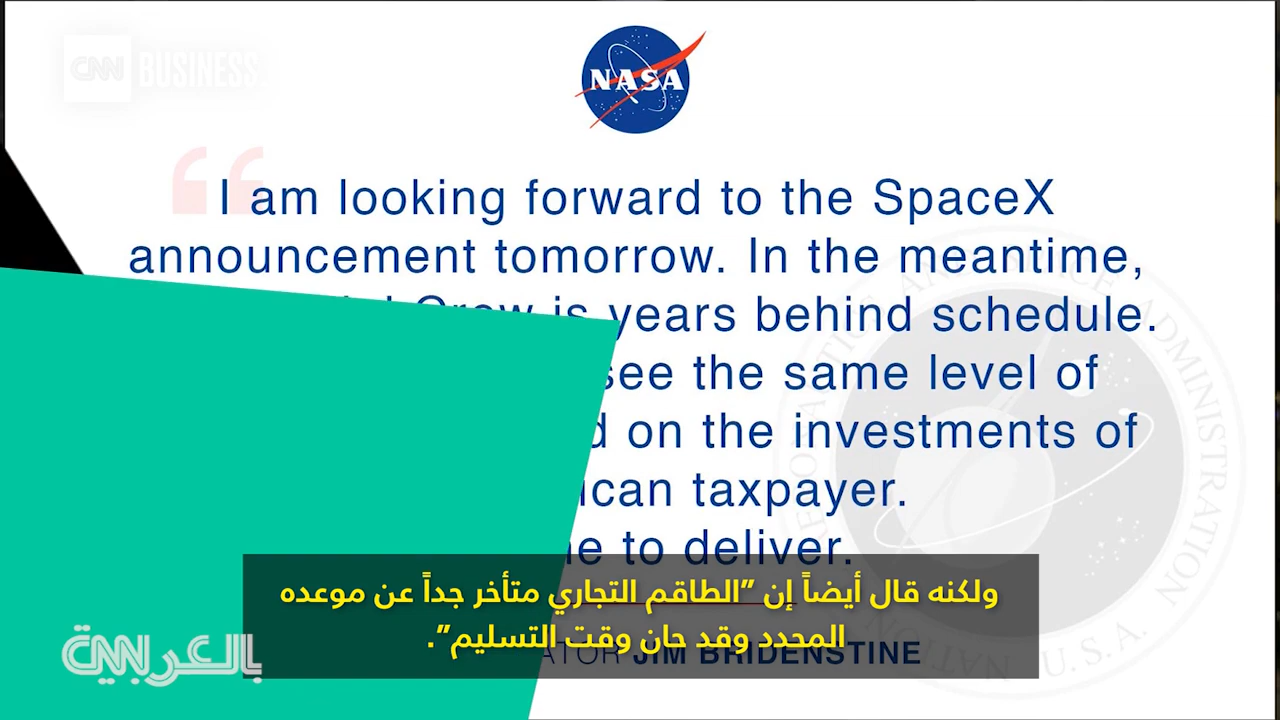 CNN BUSINESS
NASA
I am looking forward to the SpaceX
announcement tomorrow. In the meantime,
Crew is years behind schedule.
see the same level of
on the investments of
taxpayer.
to deliver.
ولكنه قال أيضاً إن "الطاقم التجاري متأخر جداً عن موعده
المحدد وقد حان وقت التسليم".
JIM BRIDENSTINE
CNN بالعربية